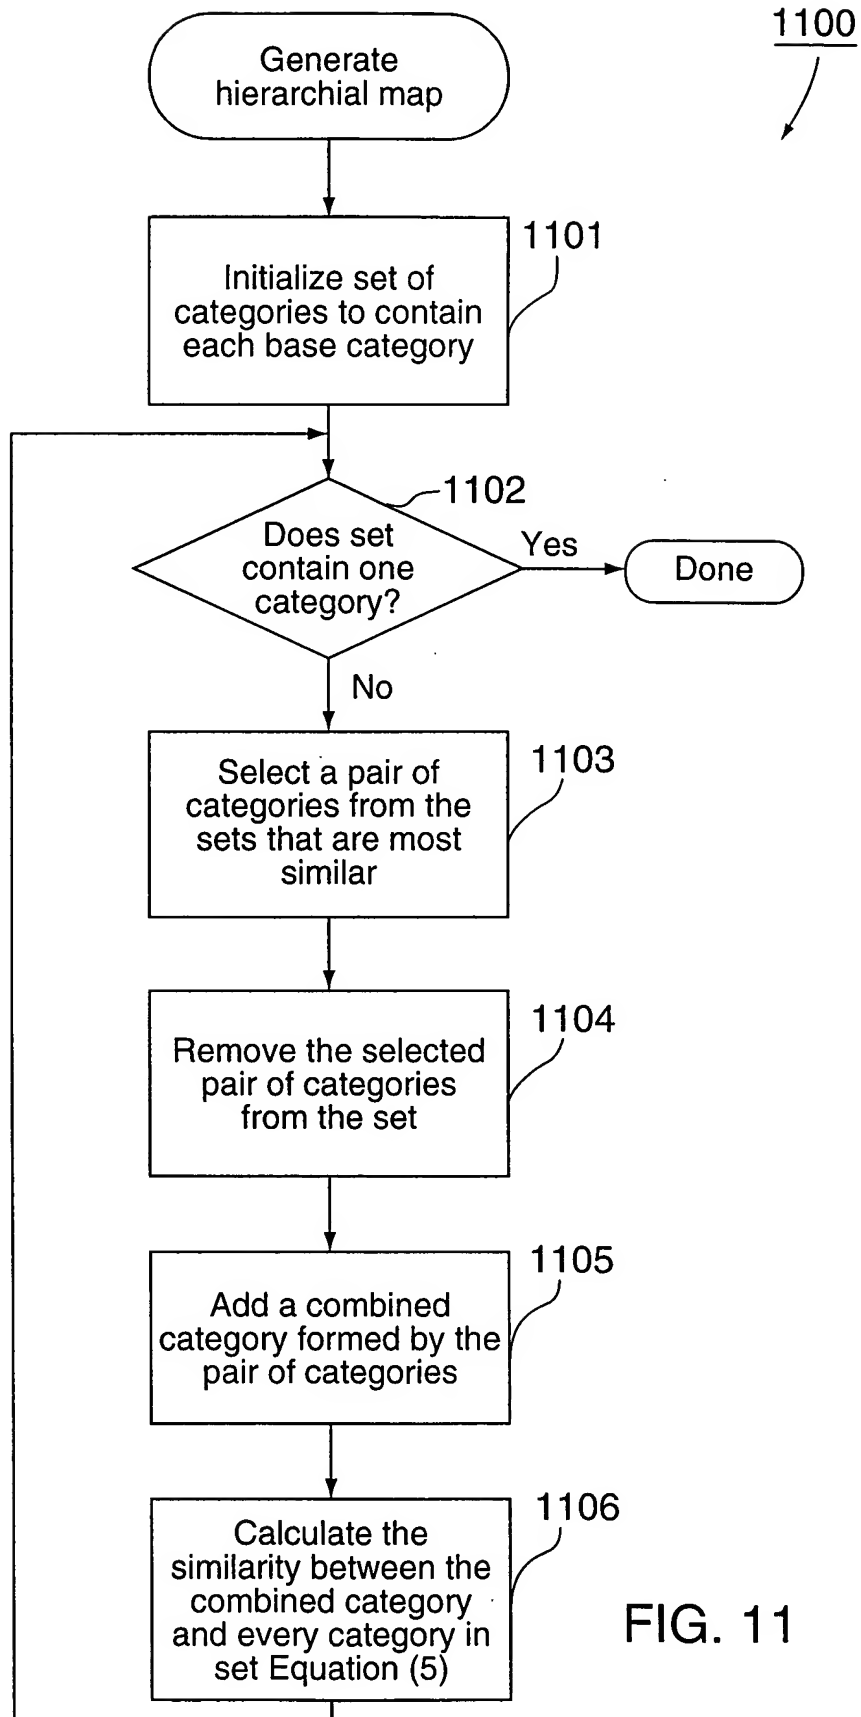 1100
Generate
hierarchial map
1101
Initialize set of
categories to contain
each base category
1102
Does set
contain one
category?
Yes
Done
No
1103
Select a pair of
categories from the
sets that are most
similar
1104
Remove the selected
pair of categories
from the set
1105
Add a combined
category formed by the
pair of categories
1106
Calculate the
similarity between the
combined category
and every category in
set Equation (5)
FIG. 11